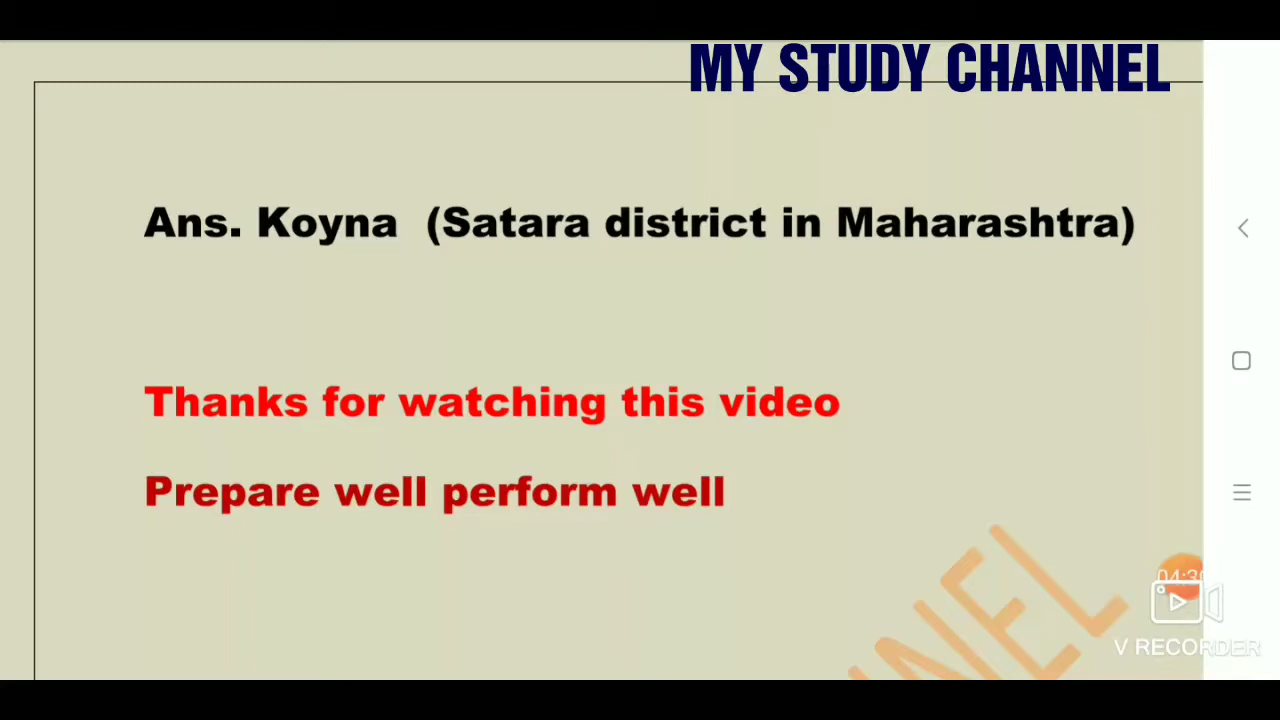 MY STUDY CHANNEL
Ans. Koyna (Satara district in Maharashtra)
Thanks for watching this video
Prepare well perform well
NEL
V RECORDER